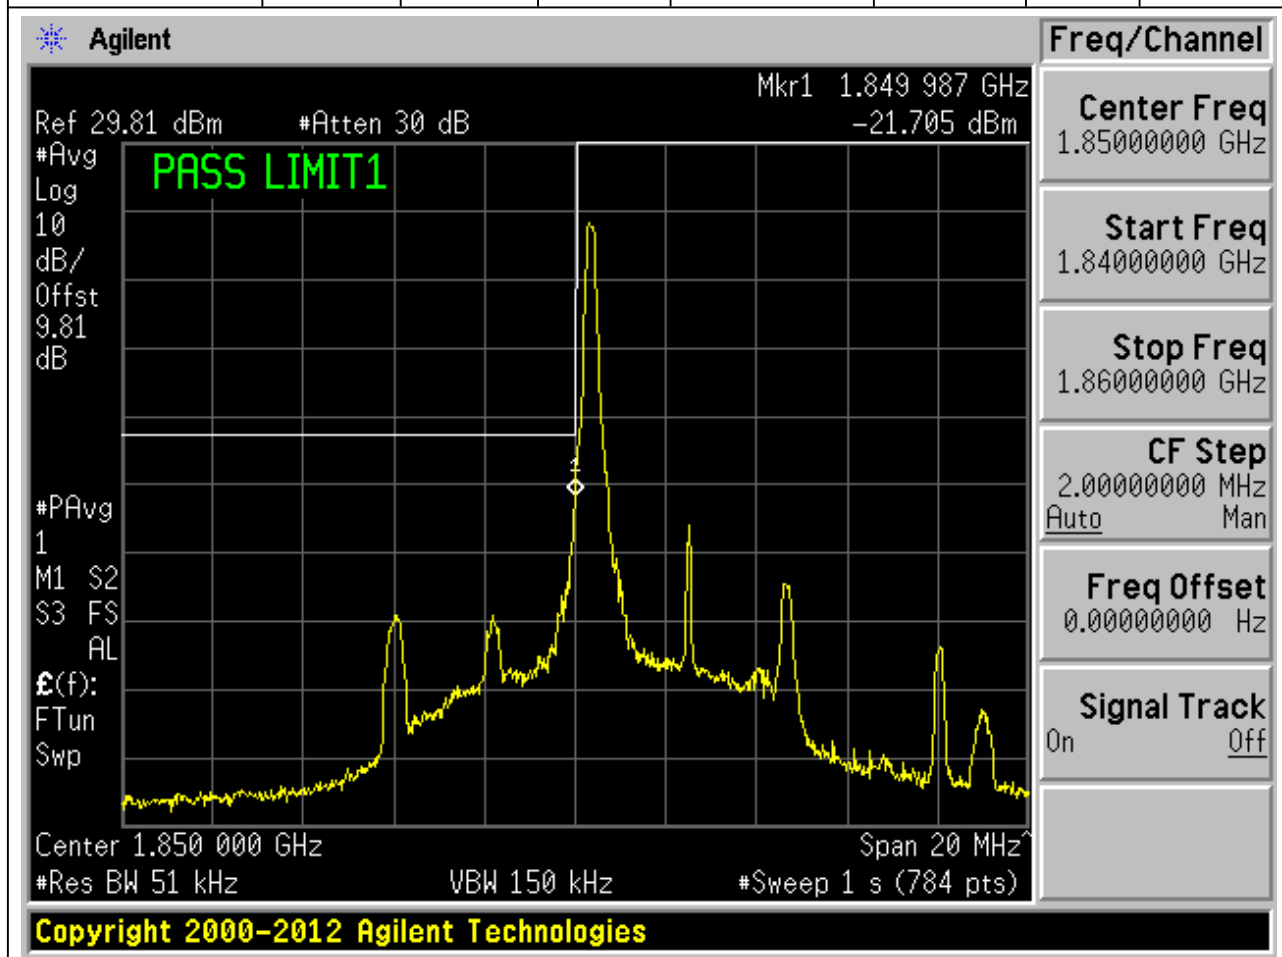 Agilent
Freq/Channel
Mkr1 1.849 987 GHz
Ref 29.81 dBm #Atten 30 dB -21.705 dBm
#Avg
Log
10
dB/
Offst
9.81
dB
PASS LIMIT1
1
#PAvg
1
M1 S2
S3 FS
AL
£(f):
FTun
Swp
Center 1.850 000 GHz Span 20 MHz^
#Res BW 51 kHz VBW 150 kHz #Sweep 1 s (784 pts)
Copyright 2000-2012 Agilent Technologies
Center Freq
1.85000000 GHz
Start Freq
1.84000000 GHz
Stop Freq
1.86000000 GHz
CF Step
2.00000000 MHz
Auto Man
Freq Offset
0.00000000 Hz
Signal Track
On Off